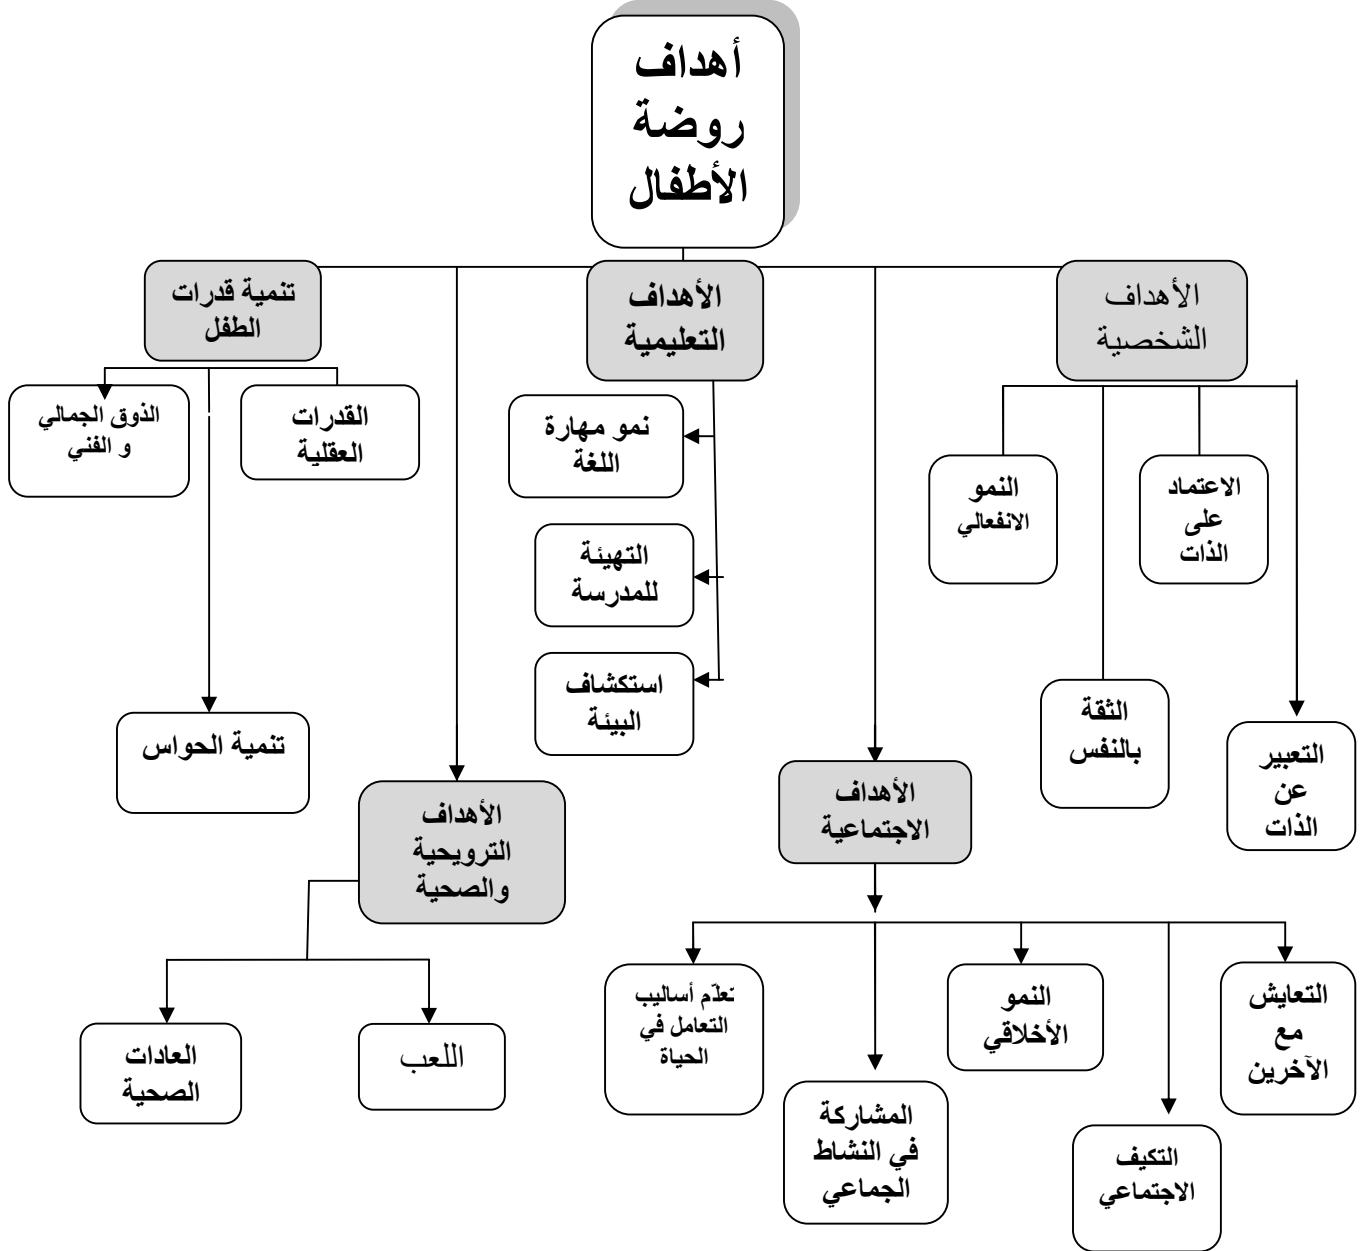 أهداف
روضة
الأطفال
الأهداف
الشخصية
الأهداف
التعليمية
تنمية قدرات
الطفل
الاعتماد
على
الذات
النمو
الانفعالي
التعبير
عن
الذات
الثقة
بالنفس
نمو مهارة
اللغة
التهيئة
للمدرسة
استكشاف
البيئة
القدرات
العقلية
الذوق الجمالي
و الفني
تنمية الحواس
الأهداف
الاجتماعية
الأهداف
الترويحية
والصحية
التعايش
مع
الآخرين
النمو
الأخلاقي
تعلّم أساليب
التعامل في
الحياة
التكيف
الاجتماعي
المشاركة
في النشاط
الجماعي
اللعب
العادات
الصحية